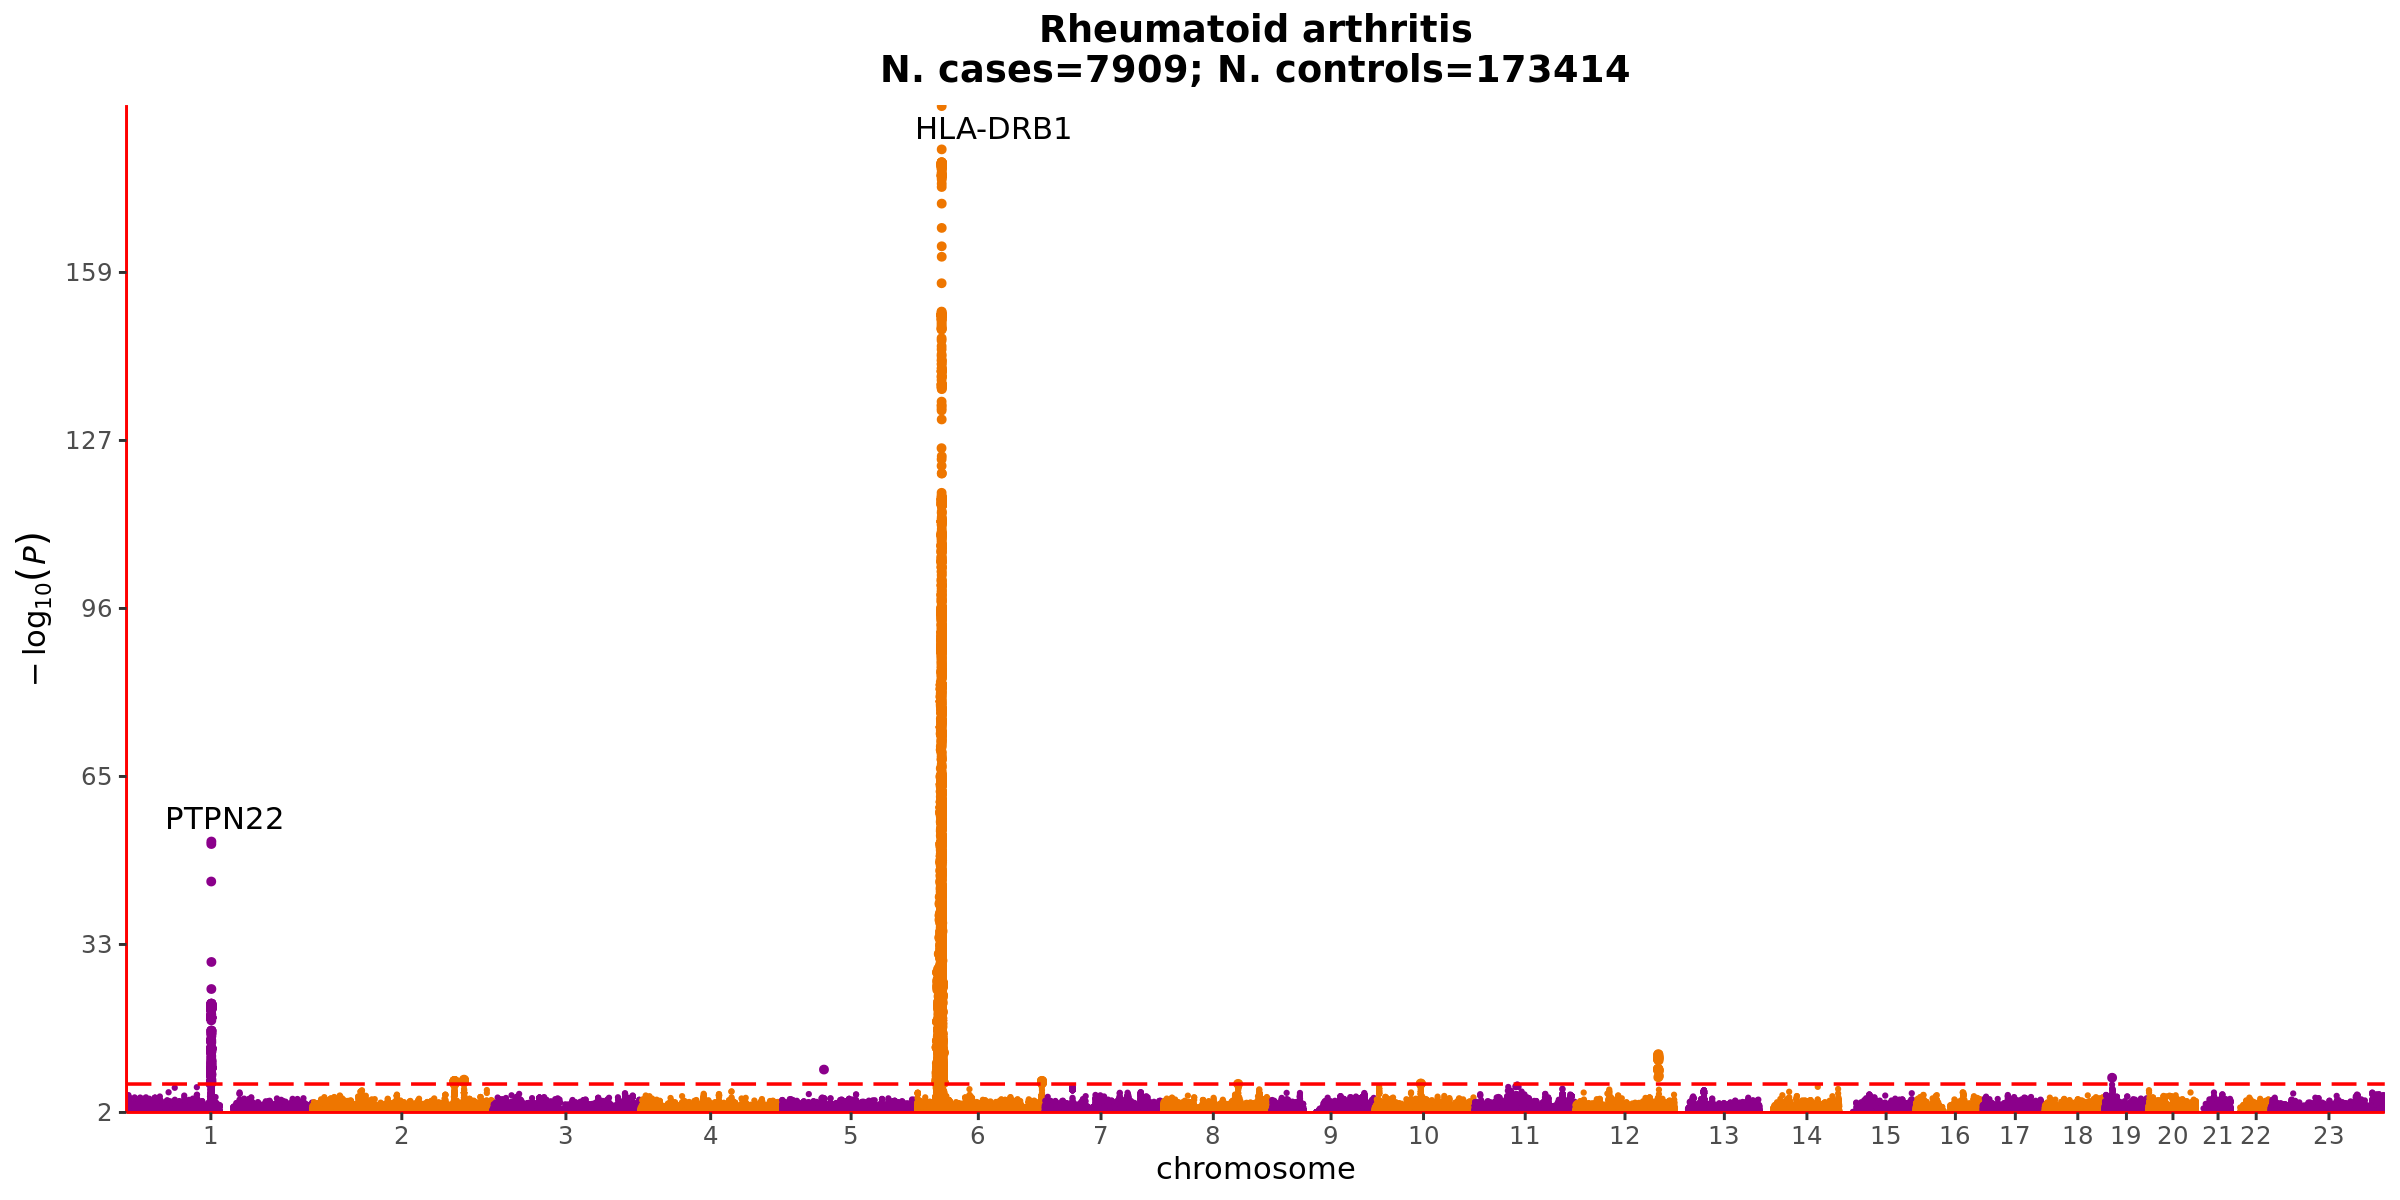 Rheumatoid arthritis
N. cases=7909; N. controls=173414
HLA-DRB1
159
127
96
−log₁₀(P)
65
PTPN22
33
2
1 2 3 4 5 6 7 8 9 10 11 12 13 14 15 16 17 18 19 20 21 22 23
chromosome